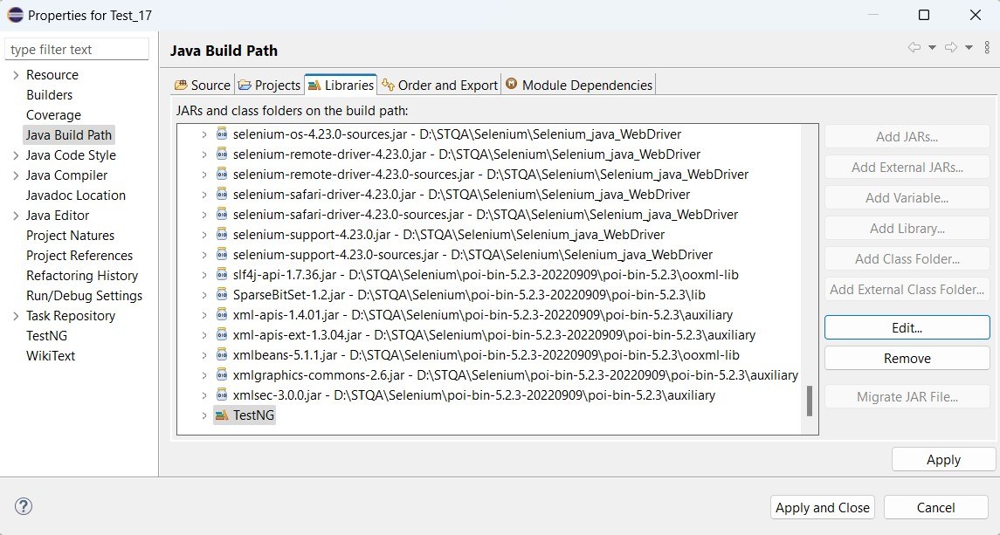 Properties for Test_17
type filter text
Resource
Builders
Coverage
Java Build Path
Java Code Style
Java Compiler
Javadoc Location
Java Editor
Project Natures
Project References
Refactoring History
Run/Debug Settings
Task Repository
TestNG
WikiText
Java Build Path
Source Projects Libraries Order and Export Module Dependencies
JARs and class folders on the build path:
selenium-os-4.23.0-sources.jar - D:\STQA\Selenium\Selenium_java_WebDriver
selenium-remote-driver-4.23.0.jar - D:\STQA\Selenium\Selenium_java_WebDriver
selenium-remote-driver-4.23.0-sources.jar - D:\STQA\Selenium\Selenium_java_WebDriver
selenium-safari-driver-4.23.0.jar - D:\STQA\Selenium\Selenium_java_WebDriver
selenium-safari-driver-4.23.0-sources.jar - D:\STQA\Selenium\Selenium_java_WebDriver
selenium-support-4.23.0.jar - D:\STQA\Selenium\Selenium_java_WebDriver
selenium-support-4.23.0-sources.jar - D:\STQA\Selenium\Selenium_java_WebDriver
slf4j-api-1.7.36.jar - D:\STQA\Selenium\poi-bin-5.2.3-20220909\poi-bin-5.2.3\ooxml-lib
SparseBitSet-1.2.jar - D:\STQA\Selenium\poi-bin-5.2.3-20220909\poi-bin-5.2.3\lib
xml-apis-1.4.01.jar - D:\STQA\Selenium\poi-bin-5.2.3-20220909\poi-bin-5.2.3\auxiliary
xml-apis-ext-1.3.04.jar - D:\STQA\Selenium\poi-bin-5.2.3-20220909\poi-bin-5.2.3\auxiliary
xmlbeans-5.1.1.jar - D:\STQA\Selenium\poi-bin-5.2.3-20220909\poi-bin-5.2.3\ooxml-lib
xmlgraphics-commons-2.6.jar - D:\STQA\Selenium\poi-bin-5.2.3-20220909\poi-bin-5.2.3\auxiliary
xmlsec-3.0.0.jar - D:\STQA\Selenium\poi-bin-5.2.3-20220909\poi-bin-5.2.3\auxiliary
TestNG
Add JARs...
Add External JARs...
Add Variable...
Add Library...
Add Class Folder...
Add External Class Folder...
Edit...
Remove
Migrate JAR File...
Apply
Apply and Close
Cancel